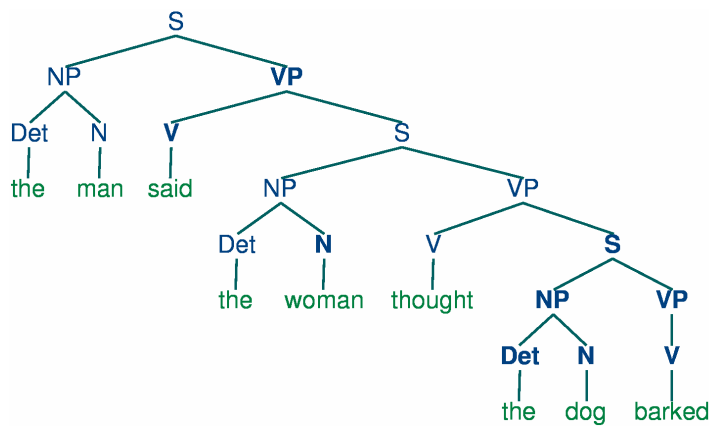 S
NP VP
Det N V S
the man said NP VP
Det N V S
the woman thought NP VP
Det N V
the dog barked